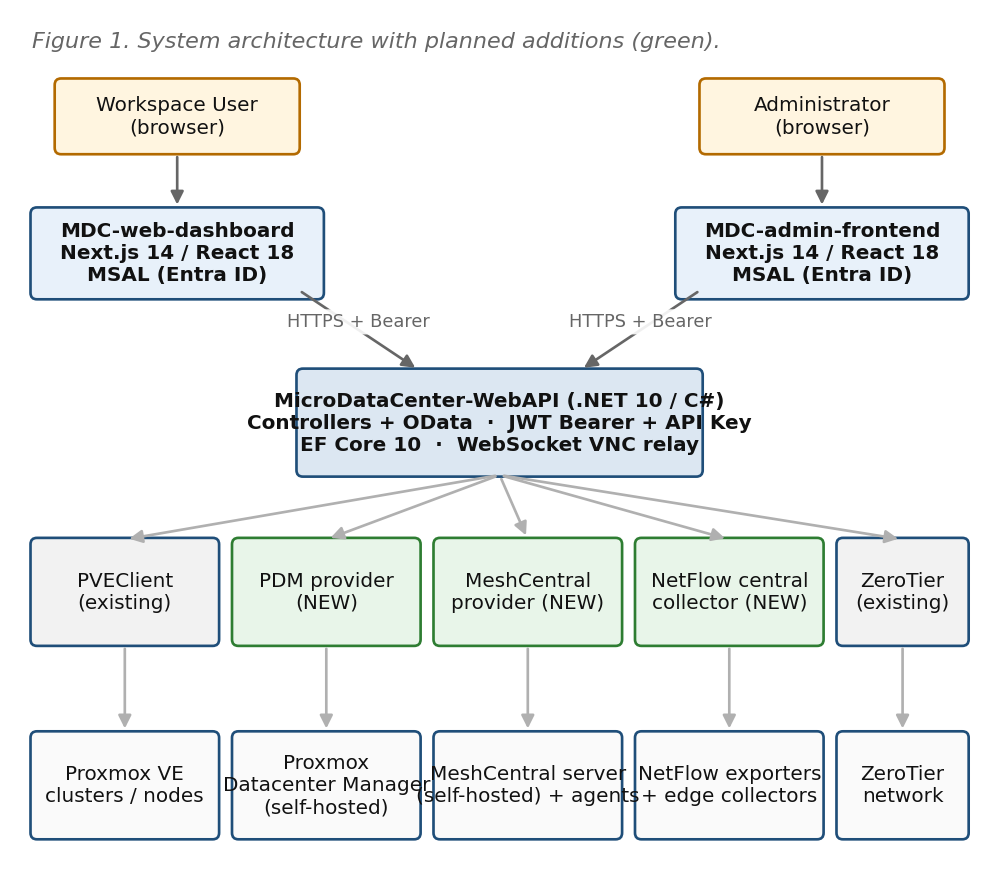 Figure 1. System architecture with planned additions (green).
Workspace User
(browser)
Administrator
(browser)
MDC-web-dashboard
Next.js 14 / React 18
MSAL (Entra ID)
MDC-admin-frontend
Next.js 14 / React 18
MSAL (Entra ID)
HTTPS + Bearer
HTTPS + Bearer
MicroDataCenter-WebAPI (.NET 10 / C#)
Controllers + OData · JWT Bearer + API Key
EF Core 10 · WebSocket VNC relay
PVEClient
(existing)
PDM provider
(NEW)
MeshCentral
provider (NEW)
NetFlow central
collector (NEW)
ZeroTier
(existing)
Proxmox VE
clusters / nodes
Proxmox
Datacenter Manager
(self-hosted)
MeshCentral server
(self-hosted) + agents
NetFlow exporters
+ edge collectors
ZeroTier
network